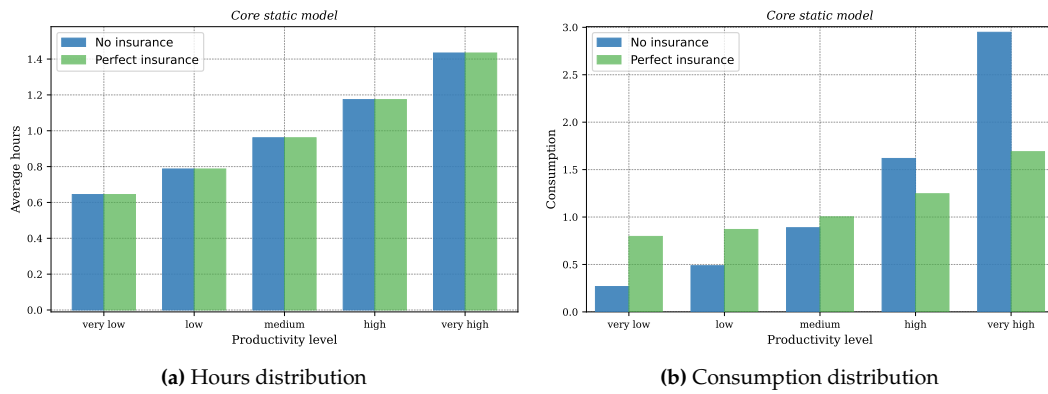 Core static model
No insurance
Perfect insurance
1.4
1.2
1.0
0.8
0.6
0.4
0.2
0.0
Average hours
very low low medium high very high
Productivity level
(a) Hours distribution
Core static model
No insurance
Perfect insurance
3.0
2.5
2.0
1.5
1.0
0.5
0.0
Consumption
very low low medium high very high
Productivity level
(b) Consumption distribution